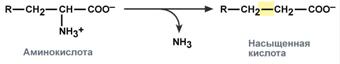 R—CH₂—CH—COO⁻ R—CH₂—CH₂—COO⁻
NH₃⁺
NH₃
Аминокислота Насыщенная
кислота